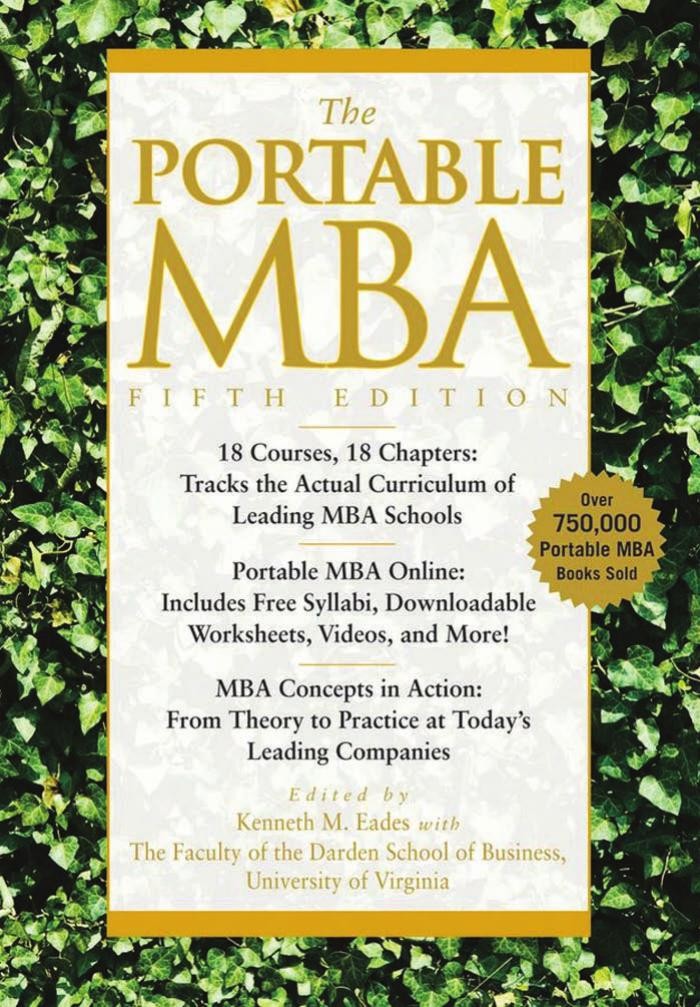 The
PORTABLE
MBA
FIFTH EDITION
18 Courses, 18 Chapters:
Tracks the Actual Curriculum of
Leading MBA Schools
Over
750,000
Portable MBA
Books Sold
Portable MBA Online:
Includes Free Syllabi, Downloadable
Worksheets, Videos, and More!
MBA Concepts in Action:
From Theory to Practice at Today's
Leading Companies
Edited by
Kenneth M. Eades with
The Faculty of the Darden School of Business,
University of Virginia